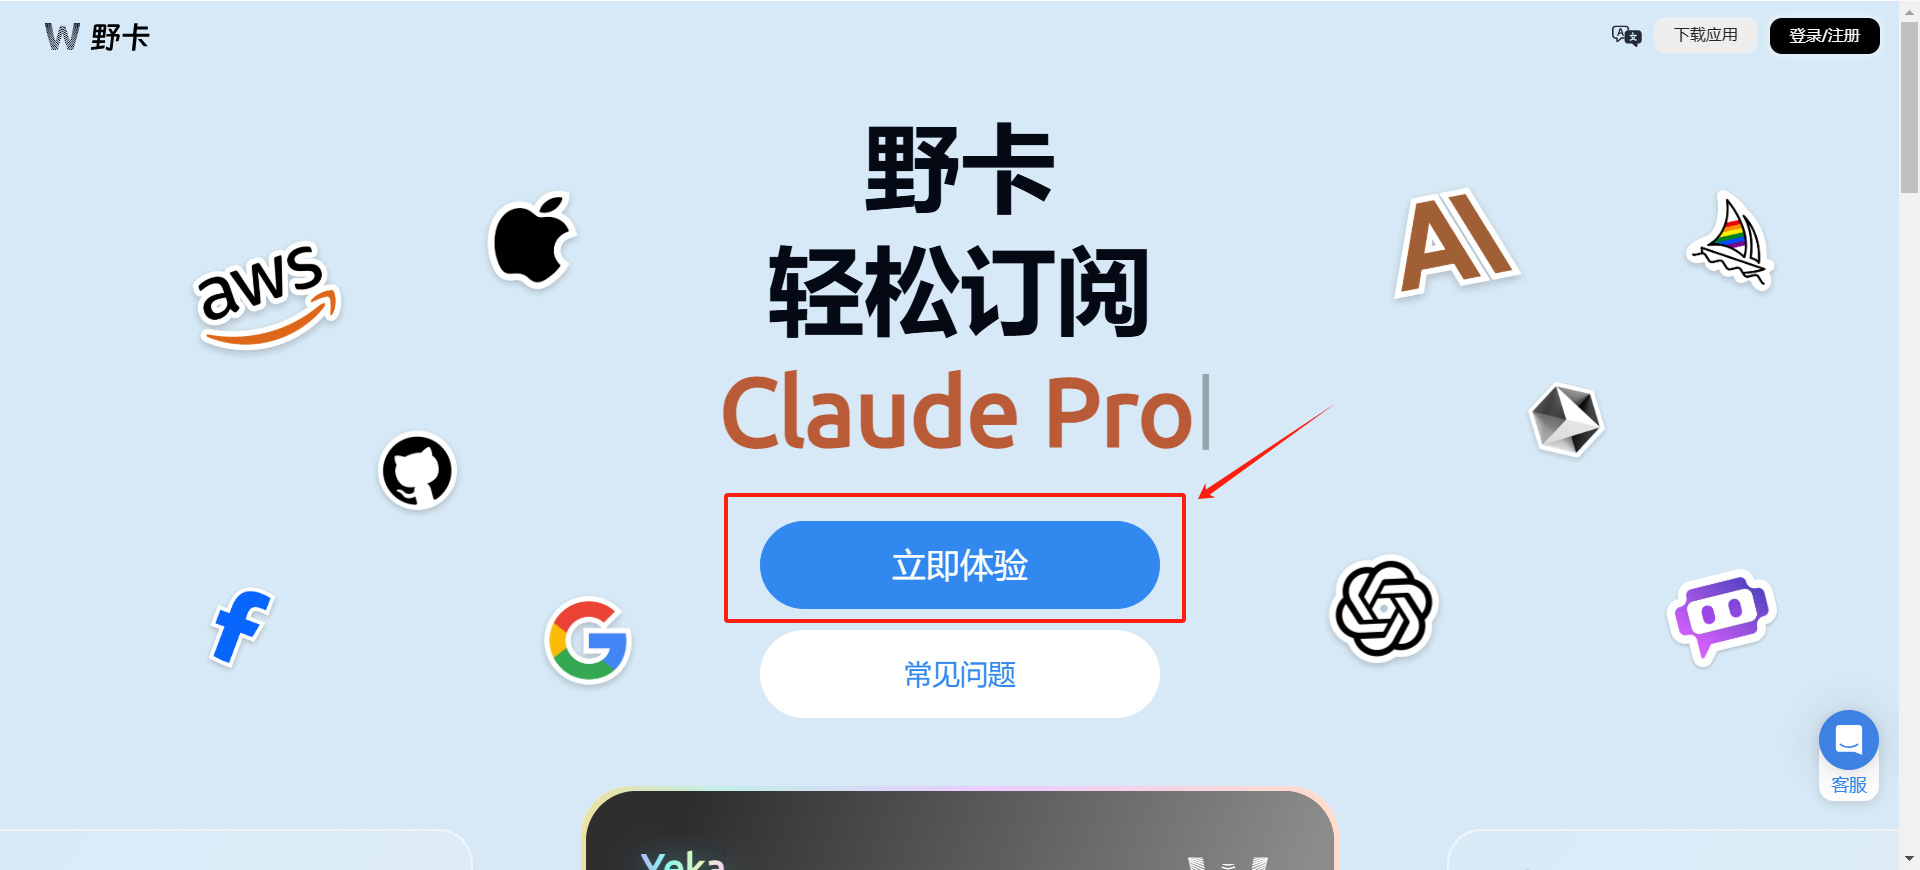 W 野卡
下载应用
登录/注册
野卡
轻松订阅
Claude Pro
aws
AI
立即体验
常见问题
客服
Yeka